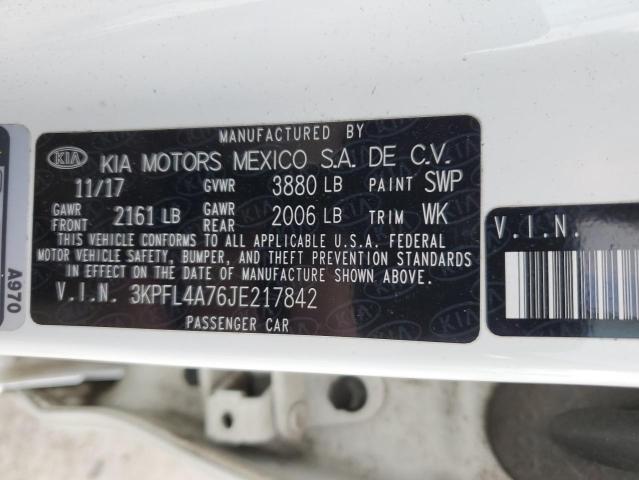 MANUFACTURED BY
KIA KIA MOTORS MEXICO S.A. DE C.V.
11/17 GVWR 3880 LB PAINT SWP
GAWR FRONT 2161 LB GAWR REAR 2006 LB TRIM WK
THIS VEHICLE CONFORMS TO ALL APPLICABLE U.S.A. FEDERAL
MOTOR VEHICLE SAFETY, BUMPER, AND THEFT PREVENTION STANDARDS
IN EFFECT ON THE DATE OF MANUFACTURE SHOWN ABOVE.
V.I.N. 3KPFL4A76JE217842
PASSENGER CAR
A970
V.I.N.